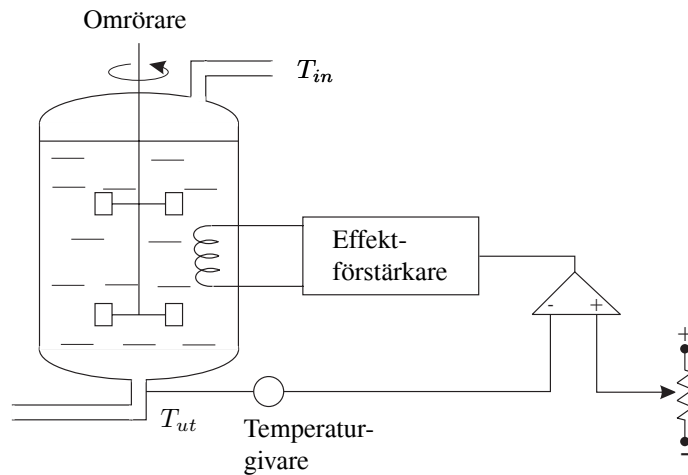 Omrörare
T_in
Effekt-
förstärkare
- +
+
T_ut
Temperatur-
givare
-